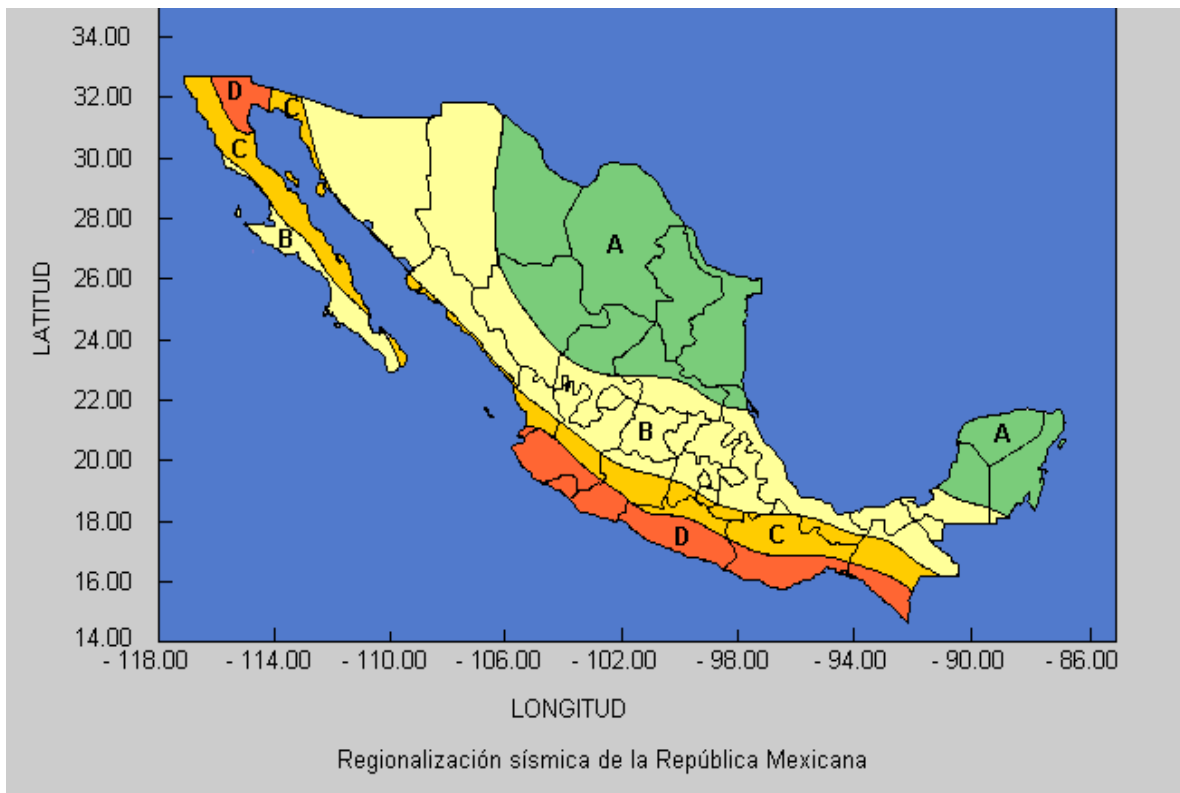 34.00
32.00
30.00
28.00
26.00
24.00
22.00
20.00
18.00
16.00
14.00
LATITUD
D
C
C
B
A
B
A
D
C
- 118.00 - 114.00 - 110.00 - 106.00 - 102.00 - 98.00 - 94.00 - 90.00 - 86.00
LONGITUD
Regionalización sísmica de la República Mexicana